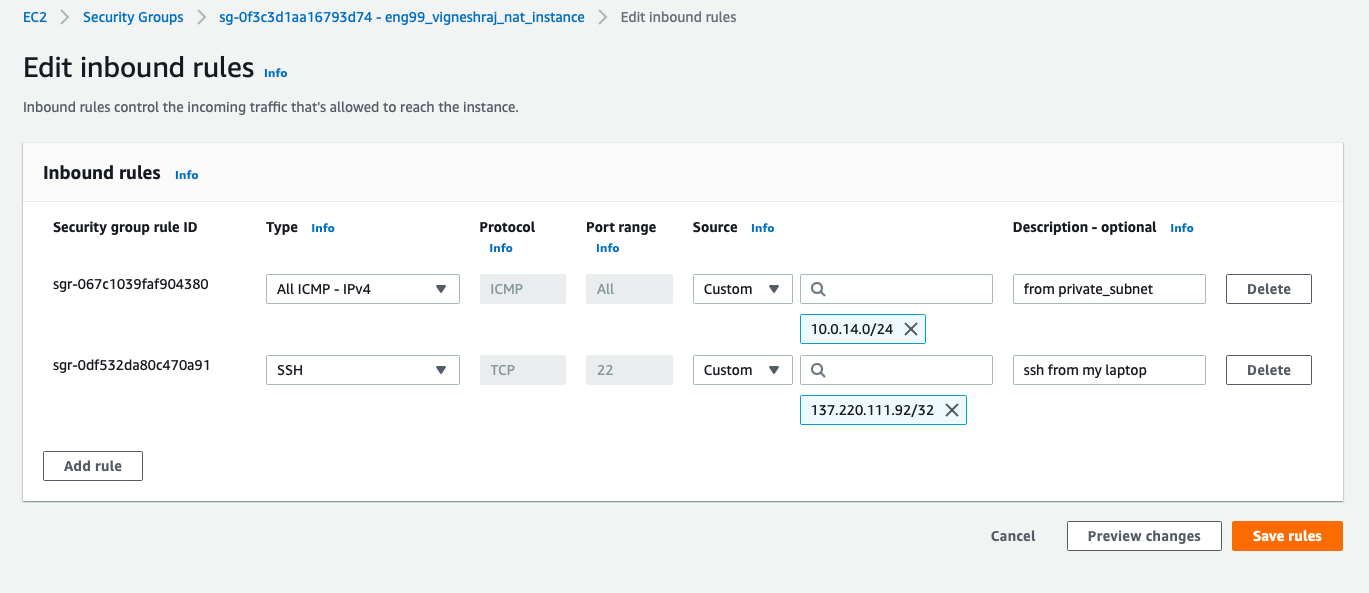 EC2 > Security Groups > sg-0f3c3d1aa16793d74 - eng99_vigneshraj_nat_instance > Edit inbound rules
Edit inbound rules Info
Inbound rules control the incoming traffic that's allowed to reach the instance.
Inbound rules Info
Security group rule ID Type Info Protocol Port range Source Info Description - optional Info
Info Info
sgr-067c1039faf904380 All ICMP - IPv4 ICMP All Custom from private_subnet Delete
10.0.14.0/24
sgr-0df532da80c470a91 SSH TCP 22 Custom ssh from my laptop Delete
137.220.111.92/32
Add rule
Cancel Preview changes Save rules